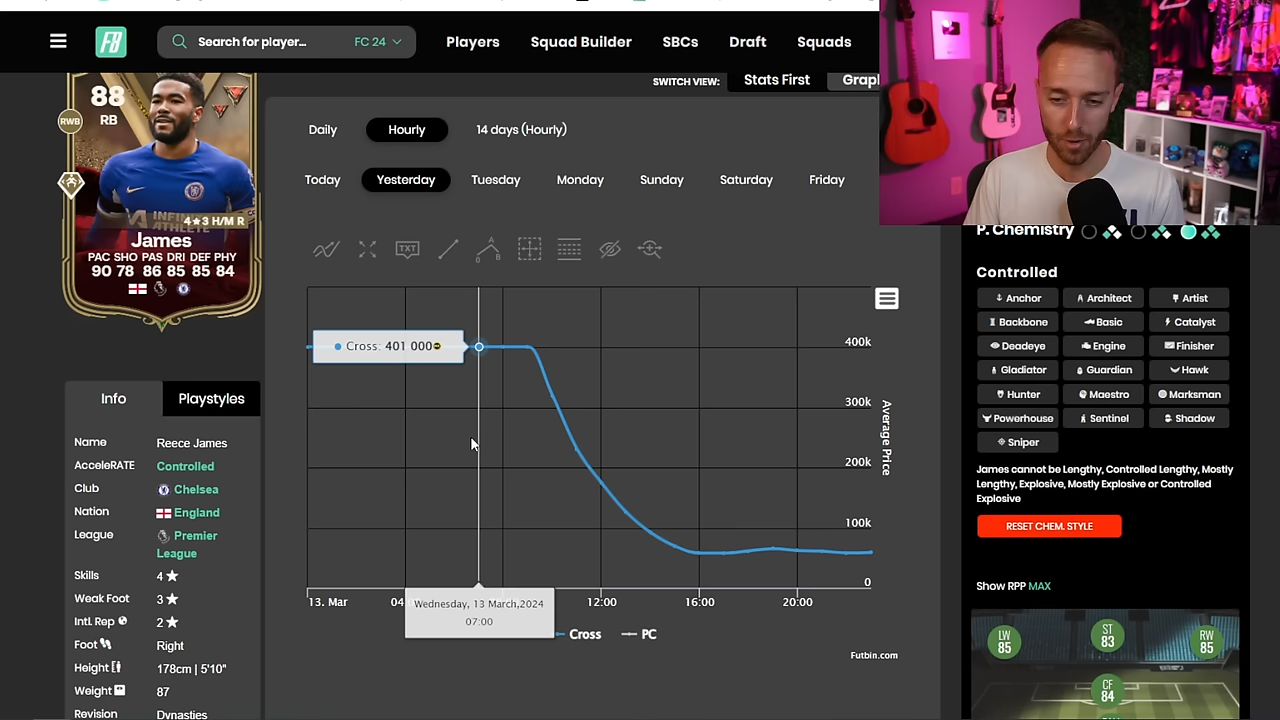 FB
Search for player...
FC 24
Players
Squad Builder
SBCs
Draft
Squads
SWITCH VIEW:
Stats First
Graph
88
RB
RWB
4★3 H/M R
James
PAC SHO PAS DRI DEF PHY
90 78 86 85 85 84
Daily
Hourly
14 days (Hourly)
Today
Yesterday
Tuesday
Monday
Sunday
Saturday
Friday
TXT
Cross: 401 000
400k
300k
200k
100k
0
Average Price
13. Mar
04
12:00
16:00
20:00
Wednesday, 13 March,2024
07:00
Cross
PC
Futbin.com
Info
Playstyles
Name
Reece James
AcceleRATE
Controlled
Club
Chelsea
Nation
England
League
Premier
League
Skills
4 ★
Weak Foot
3 ★
Intl. Rep
2 ★
Foot
Right
Height
178cm | 5'10"
Weight
87
Revision
Dynasties
P. Chemistry
Controlled
Anchor
Architect
Artist
Backbone
Basic
Catalyst
Deadeye
Engine
Finisher
Gladiator
Guardian
Hawk
Hunter
Maestro
Marksman
Powerhouse
Sentinel
Shadow
Sniper
James cannot be Lengthy, Controlled Lengthy, Mostly
Lengthy, Explosive, Mostly Explosive or Controlled
Explosive
RESET CHEM. STYLE
Show RPP MAX
LW
85
ST
83
RW
85
CF
84